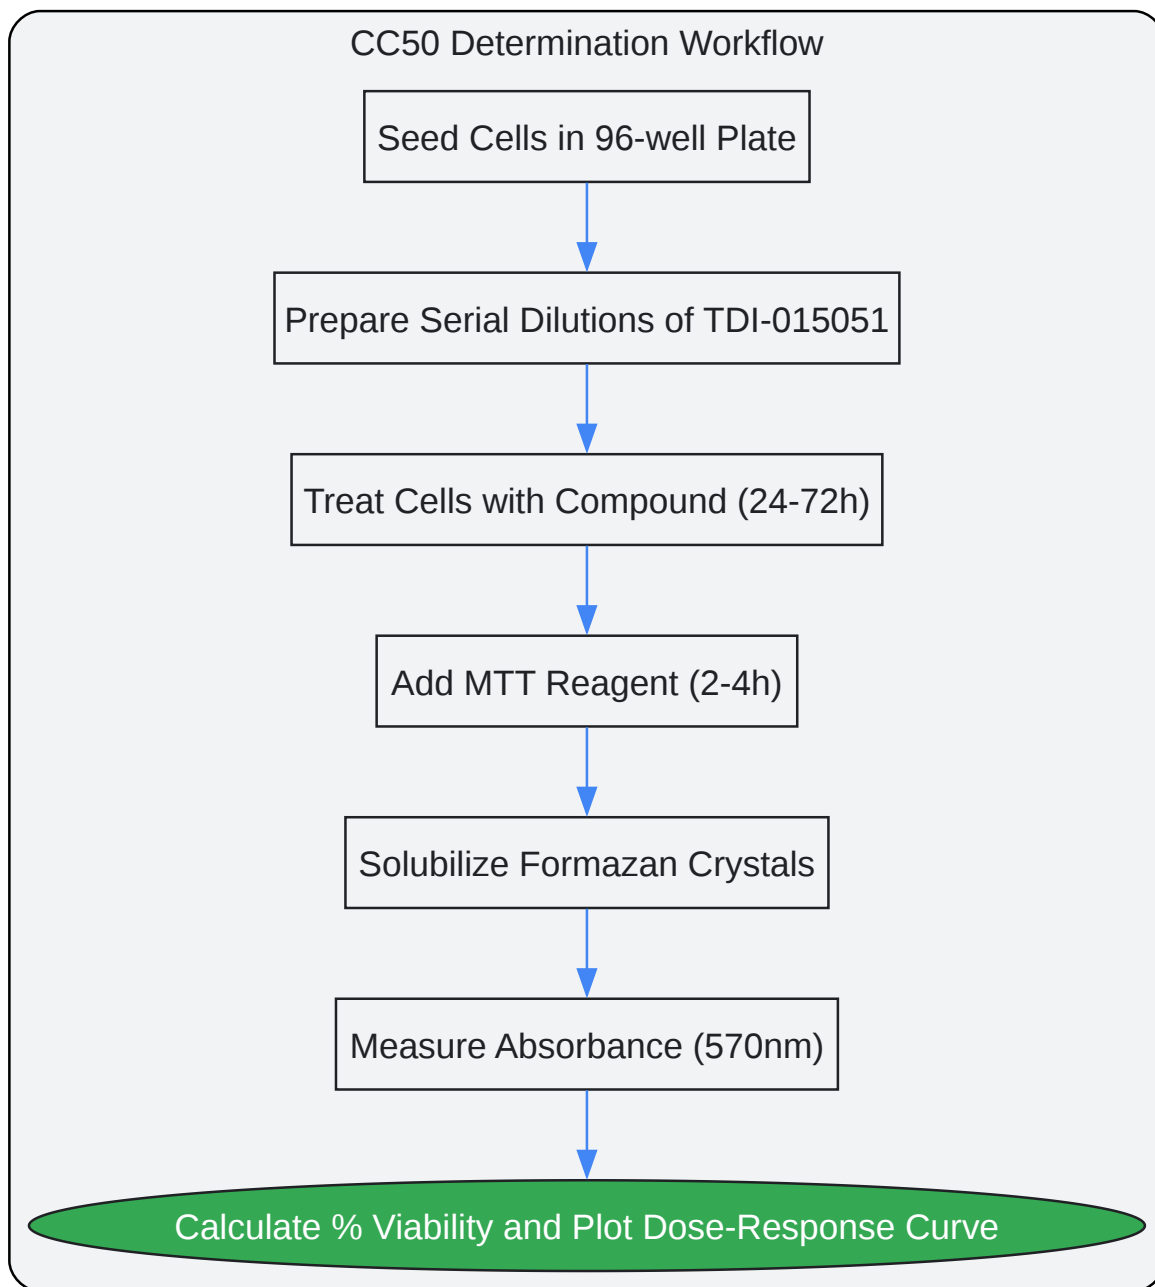 CC50 Determination Workflow
Seed Cells in 96-well Plate
Prepare Serial Dilutions of TDI-015051
Treat Cells with Compound (24-72h)
Add MTT Reagent (2-4h)
Solubilize Formazan Crystals
Measure Absorbance (570nm)
Calculate % Viability and Plot Dose-Response Curve